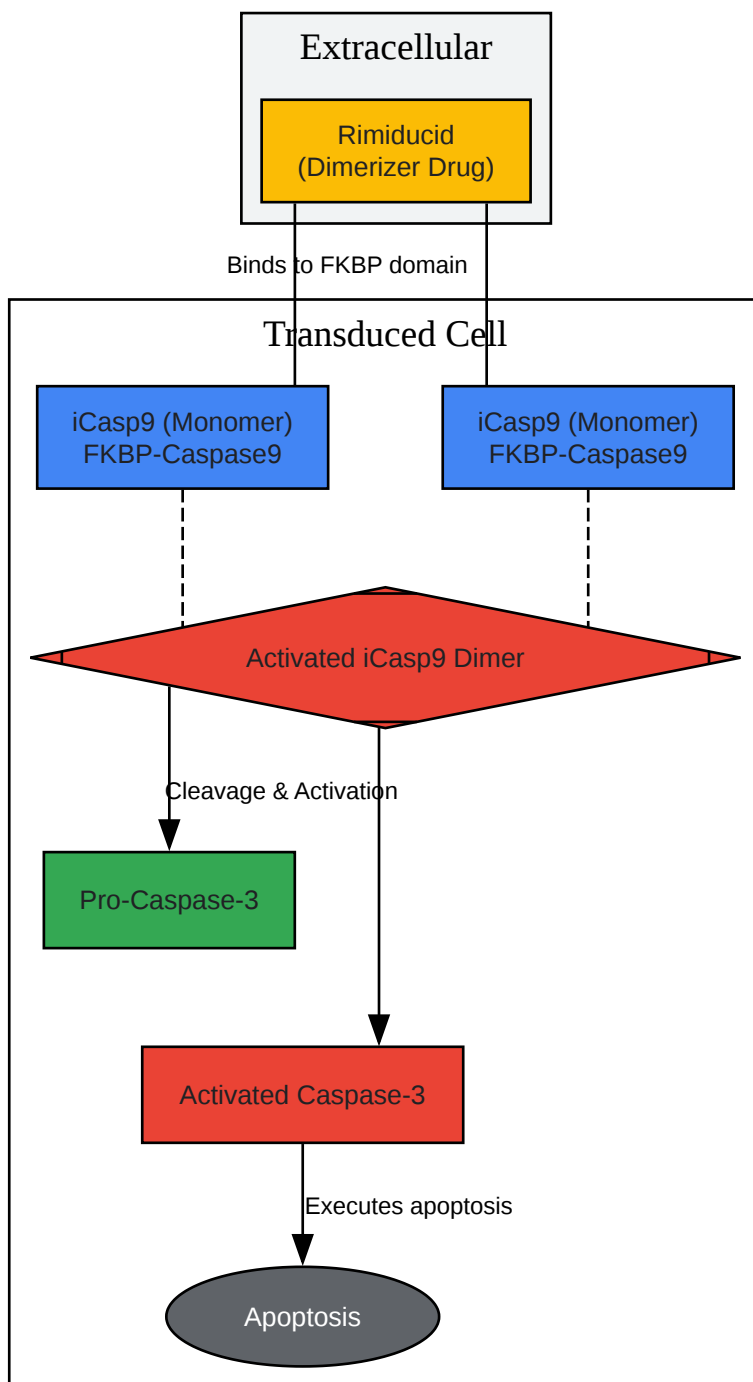 Extracellular
Rimiducid
(Dimerizer Drug)
Binds to FKBP domain
Transduced Cell
iCasp9 (Monomer)
FKBP-Caspase9
iCasp9 (Monomer)
FKBP-Caspase9
Activated iCasp9 Dimer
Cleavage & Activation
Pro-Caspase-3
Activated Caspase-3
Executes apoptosis
Apoptosis